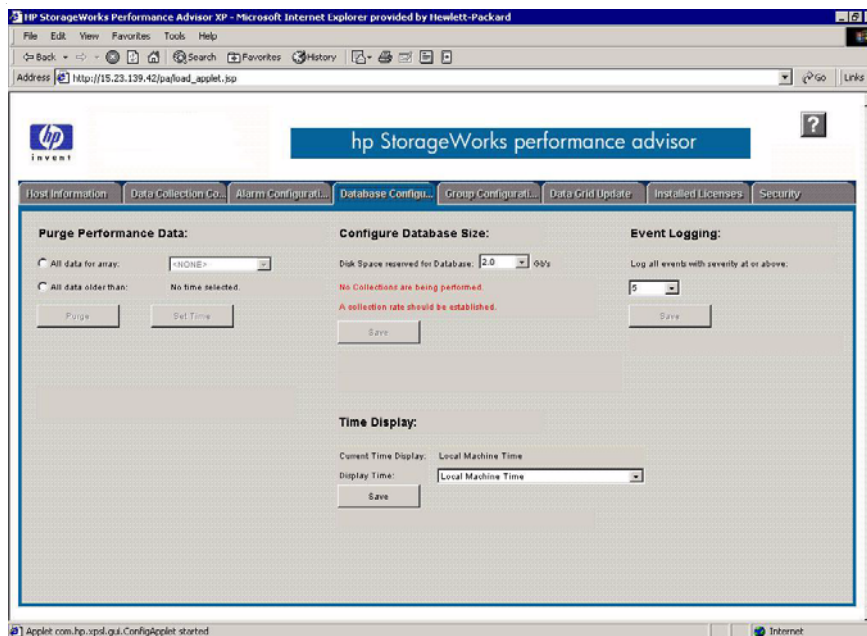 HP StorageWorks Performance Advisor XP - Microsoft Internet Explorer provided by Hewlett-Packard
File Edit View Favorites Tools Help
Back Search Favorites History
Address http://15.23.139.42/pa/load_applet.jsp Go Links
hp
invent
hp StorageWorks performance advisor
?
Host Information Data Collection Co... Alarm Configurati... Database Configu... Group Configurati... Data Grid Update Installed Licenses Security
Purge Performance Data: Configure Database Size: Event Logging:
All data for array: <NONE> Disk Space reserved for Database: 2.0 Gb's Log all events with severity at or above:
All data older than: No time selected. No Collections are being performed. 5
A collection rate should be established.
Purge Set Time Save Save
Time Display:
Current Time Display: Local Machine Time
Display Time: Local Machine Time
Save
Applet com.hp.xpsl.gui.ConfigApplet started Internet